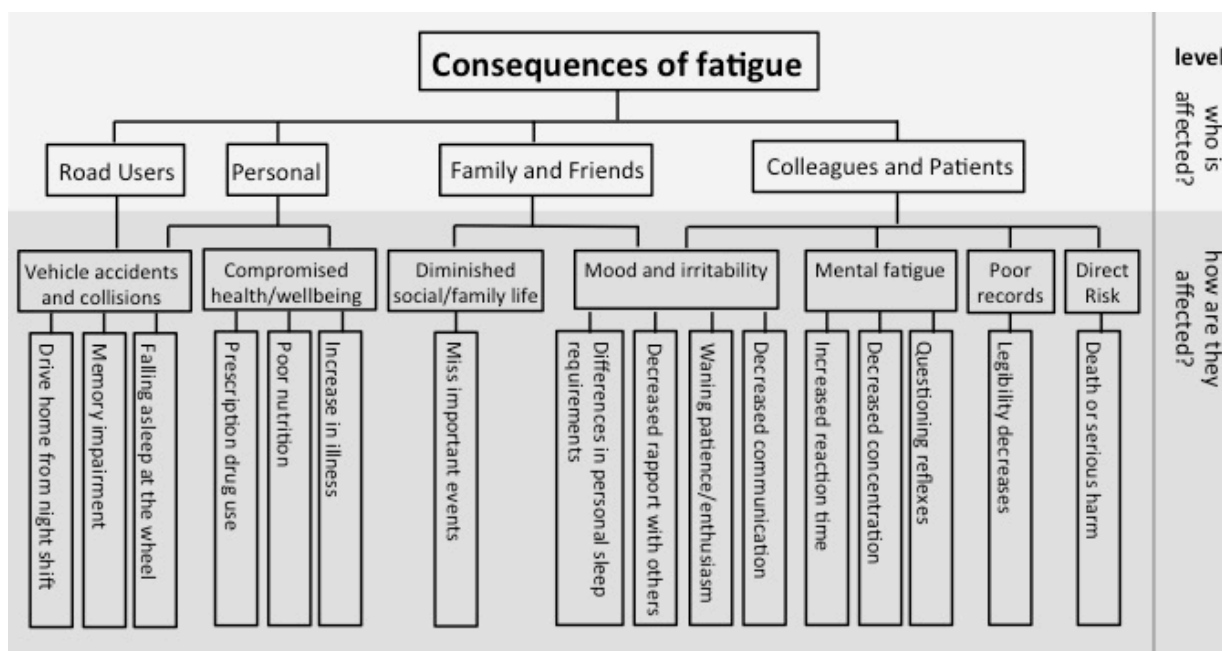 Consequences of fatigue
level
who is
affected?
Road Users
Personal
Family and Friends
Colleagues and Patients
how are they
affected?
Vehicle accidents
and collisions
Compromised
health/wellbeing
Diminished
social/family life
Mood and irritability
Mental fatigue
Poor
records
Direct
Risk
Drive home from night shift
Memory impairment
Falling asleep at the wheel
Prescription drug use
Poor nutrition
Increase in illness
Miss important events
Differences in personal sleep
requirements
Decreased rapport with others
Waning patience/enthusiasm
Decreased communication
Increased reaction time
Decreased concentration
Questioning reflexes
Legibility decreases
Death or serious harm